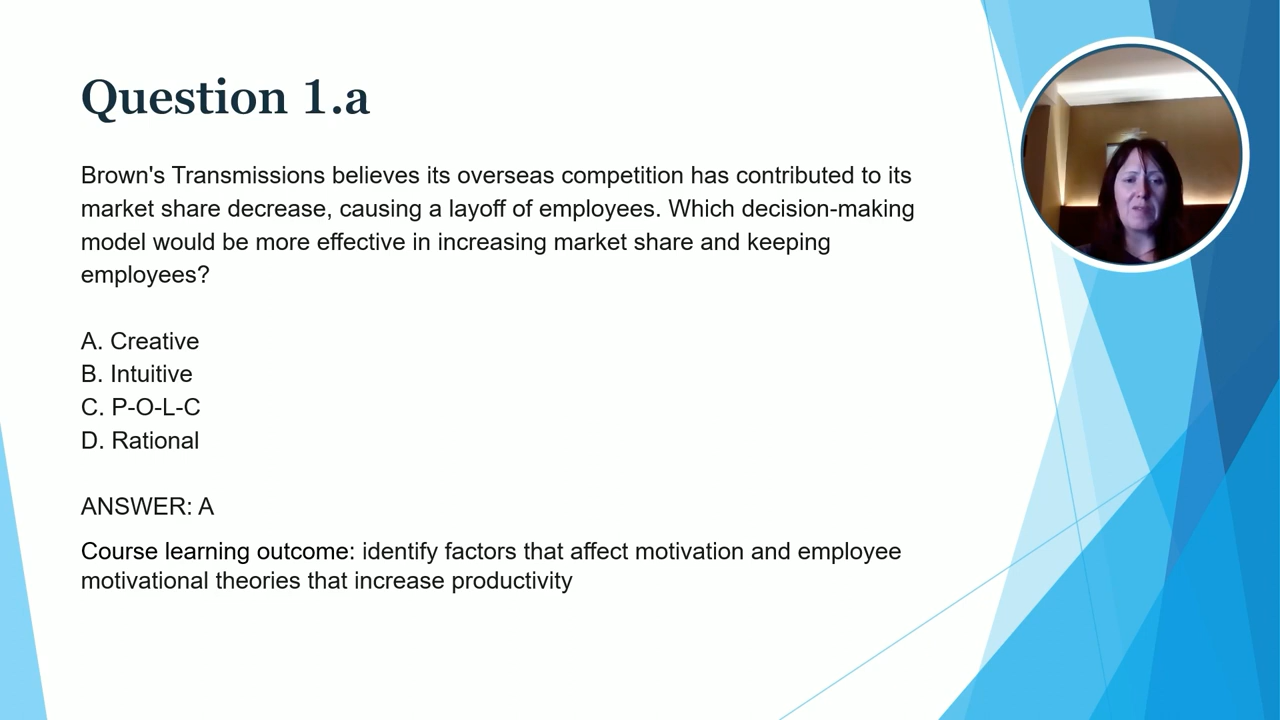 Question 1.a
Brown's Transmissions believes its overseas competition has contributed to its
market share decrease, causing a layoff of employees. Which decision-making
model would be more effective in increasing market share and keeping
employees?
A. Creative
B. Intuitive
C. P-O-L-C
D. Rational
ANSWER: A
Course learning outcome: identify factors that affect motivation and employee
motivational theories that increase productivity